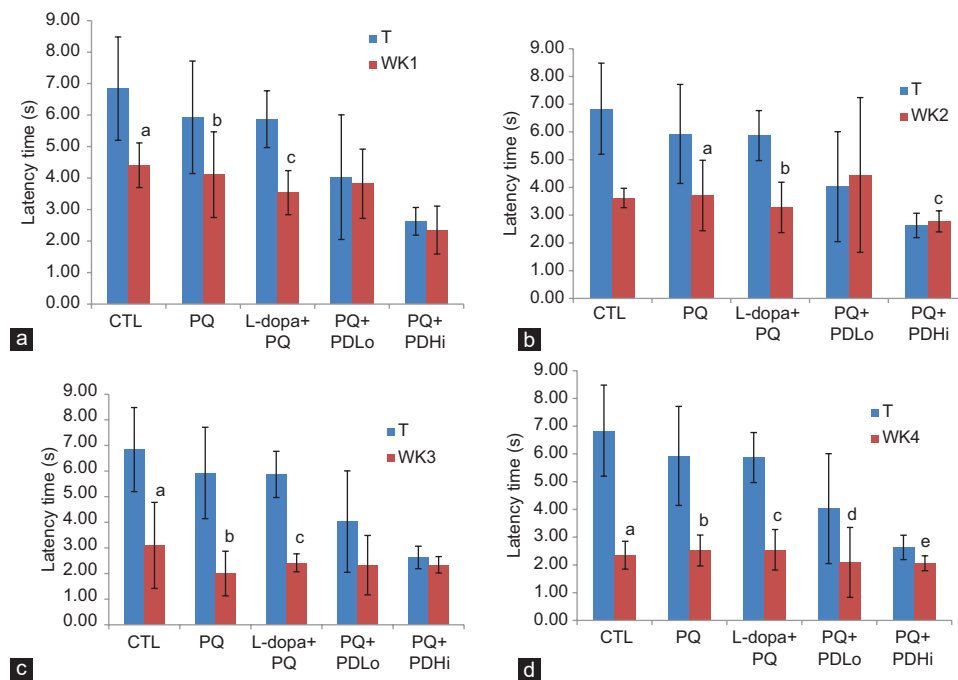 9.00
8.00
7.00
6.00
5.00
4.00
3.00
2.00
1.00
0.00
Latency time (s)
T
WK1
a
b
c
CTL
PQ
L-dopa+
PQ
PQ+
PDLo
PQ+
PDHi
a
9.00
8.00
7.00
6.00
5.00
4.00
3.00
2.00
1.00
0.00
Latency time (s)
T
WK2
a
b
c
CTL
PQ
L-dopa+
PQ
PQ+
PDLo
PQ+
PDHi
b
9.00
8.00
7.00
6.00
5.00
4.00
3.00
2.00
1.00
0.00
Latency time (s)
T
WK3
a
b
c
CTL
PQ
L-dopa+
PQ
PQ+
PDLo
PQ+
PDHi
c
9.00
8.00
7.00
6.00
5.00
4.00
3.00
2.00
1.00
0.00
Latency time (s)
T
WK4
a
b
c
d
e
CTL
PQ
L-dopa+
PQ
PQ+
PDLo
PQ+
PDHi
d